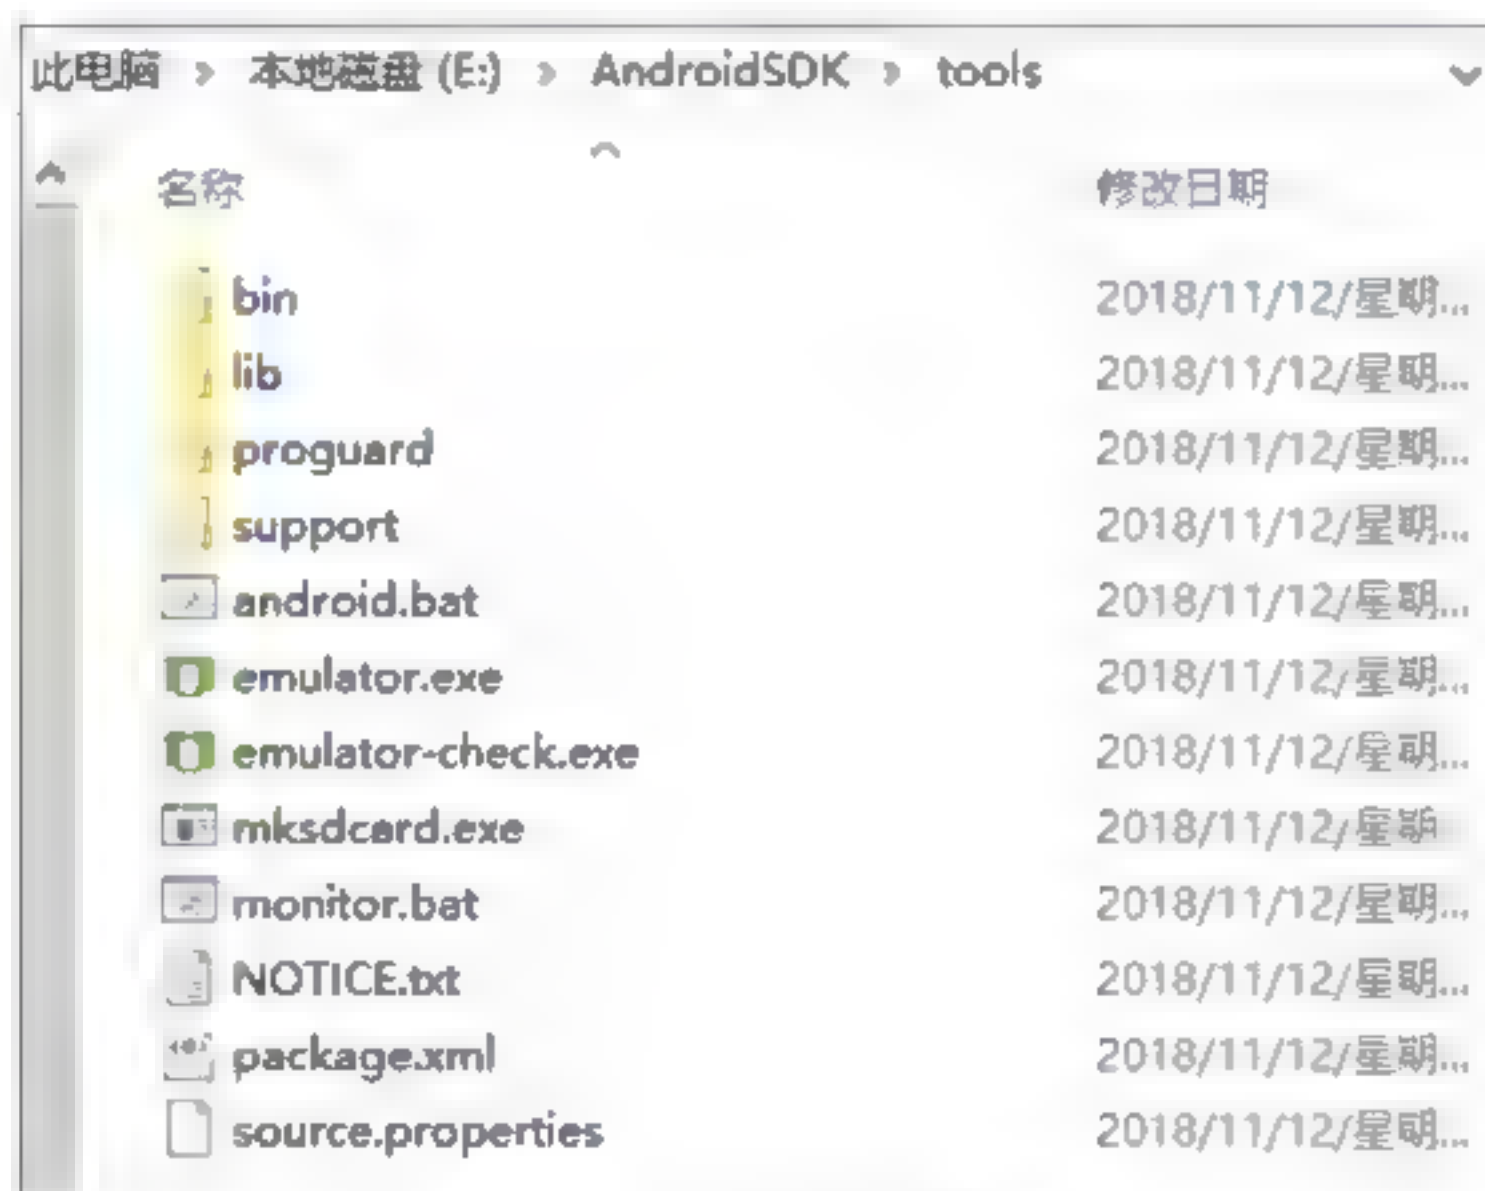 此电脑 › 本地磁盘 (E:) › AndroidSDK › tools
名称 修改日期
bin 2018/11/12/星期...
lib 2018/11/12/星期...
proguard 2018/11/12/星期...
support 2018/11/12/星期...
android.bat 2018/11/12/星期...
emulator.exe 2018/11/12/星期...
emulator-check.exe 2018/11/12/星期...
mksdcard.exe 2018/11/12/星期
monitor.bat 2018/11/12/星期...
NOTICE.txt 2018/11/12/星期...
package.xml 2018/11/12/星期...
source.properties 2018/11/12/星期...